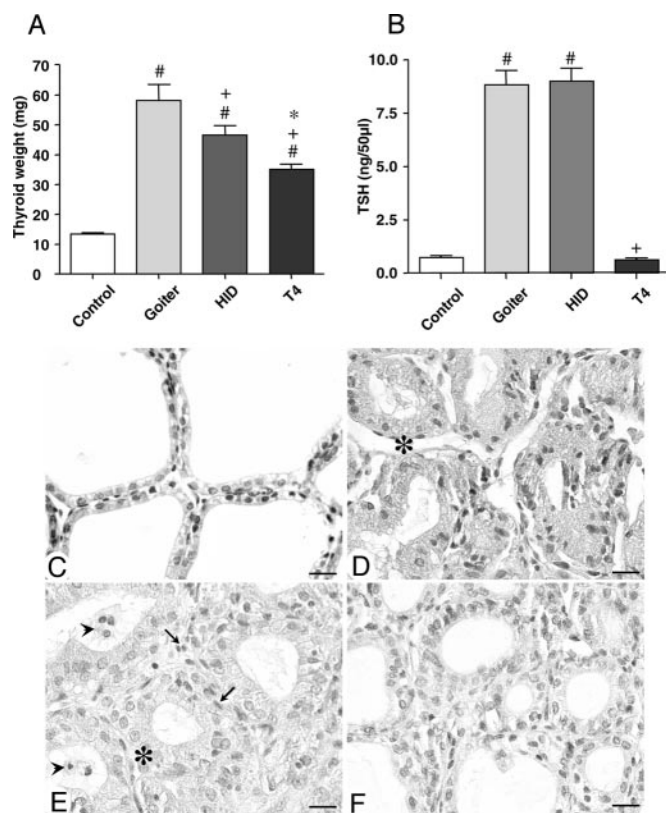 A
Thyroid weight (mg)
70
60
50
40
30
20
10
0
#
+
#
*
+
#
Control
Goiter
HID
T4
B
TSH (ng/50µl)
10.0
7.5
5.0
2.5
0.0
#
#
+
Control
Goiter
HID
T4
C
*
D
*
E
F